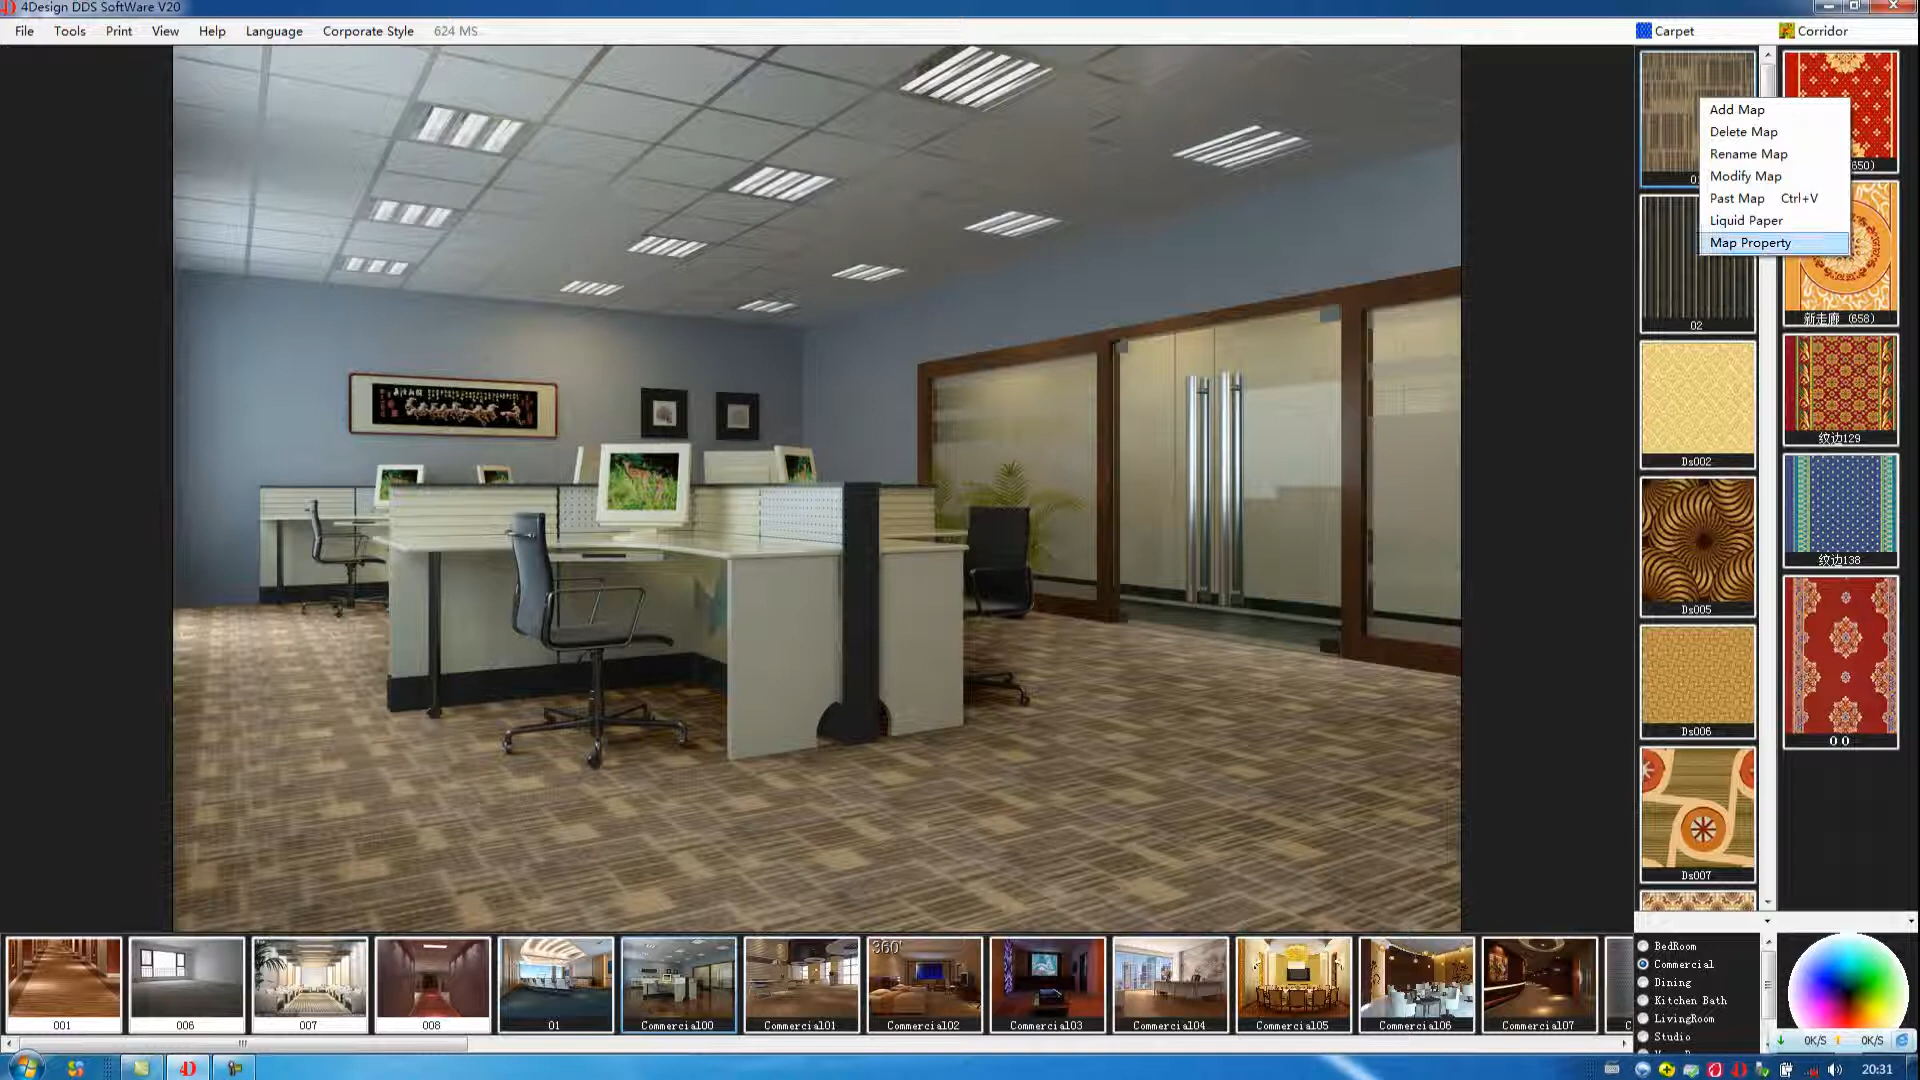 4Design DDS SoftWare V20
File Tools Print View Help Language Corporate Style 624 MS
Carpet Corridor
Add Map
Delete Map
Rename Map
Modify Map
Past Map Ctrl+V
Liquid Paper
Map Property
650)
02
新走廊 (658)
纹边129
Ds002
纹边138
Ds005
Ds006
0 0
Ds007
BedRoom
Commercial
Dining
Kitchen Bath
LivingRoom
Studio
360°
001 006 007 008 01 Commercial00 Commercial01 Commercial02 Commercial03 Commercial04 Commercial05 Commercial06 Commercial07 C
0K/S 0K/S
20:31